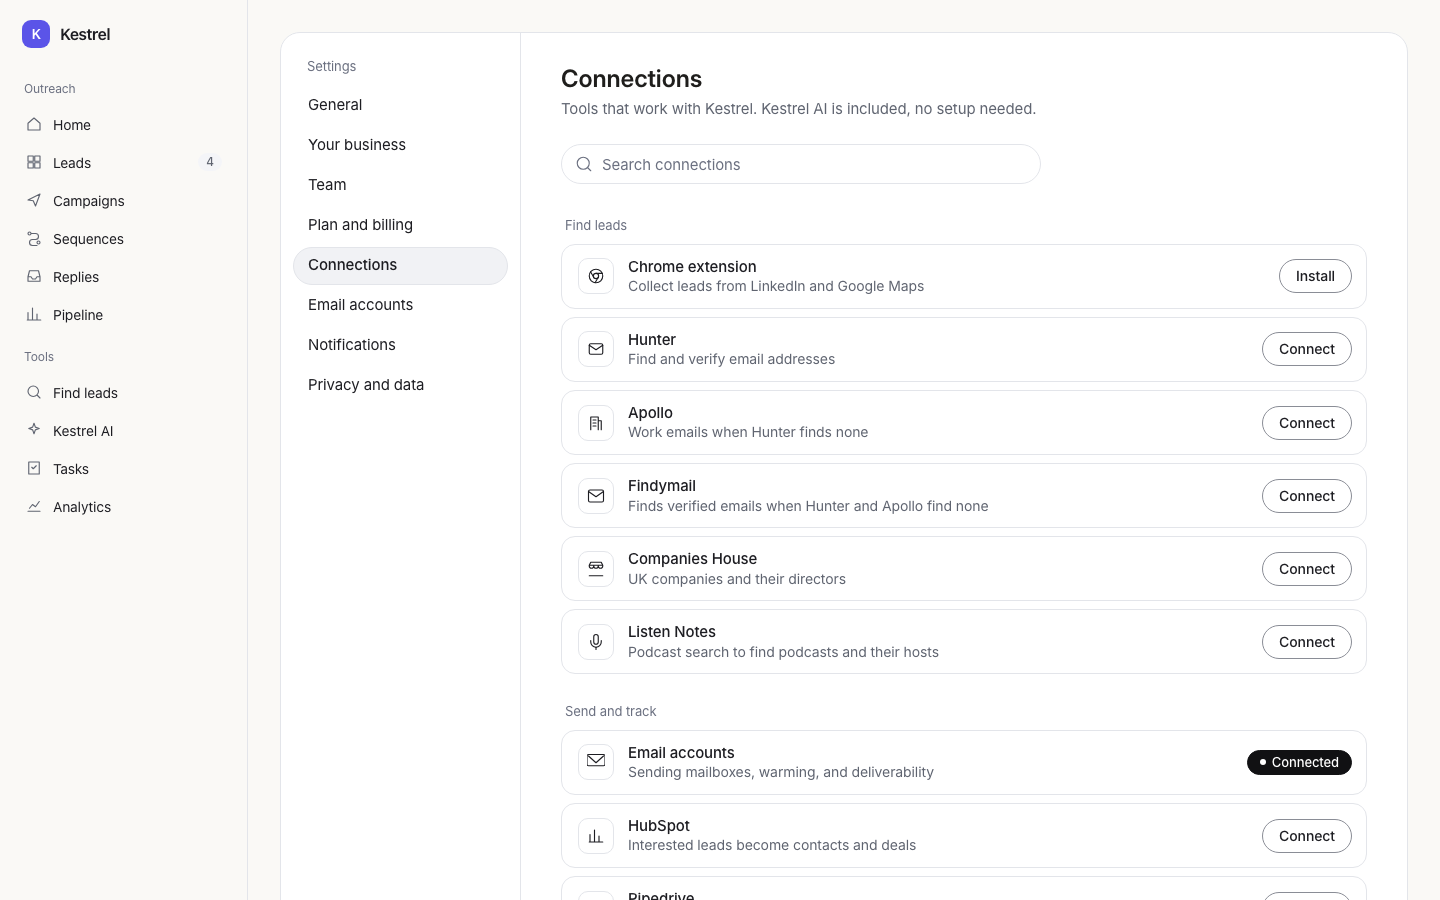 K
Kestrel
Outreach
Home
Leads 4
Campaigns
Sequences
Replies
Pipeline
Tools
Find leads
Kestrel AI
Tasks
Analytics
Settings
General
Your business
Team
Plan and billing
Connections
Email accounts
Notifications
Privacy and data
Connections
Tools that work with Kestrel. Kestrel AI is included, no setup needed.
Search connections
Find leads
Chrome extension
Collect leads from LinkedIn and Google Maps
Install
Hunter
Find and verify email addresses
Connect
Apollo
Work emails when Hunter finds none
Connect
Findymail
Finds verified emails when Hunter and Apollo find none
Connect
Companies House
UK companies and their directors
Connect
Listen Notes
Podcast search to find podcasts and their hosts
Connect
Send and track
Email accounts
Sending mailboxes, warming, and deliverability
Connected
HubSpot
Interested leads become contacts and deals
Connect
Pipedrive